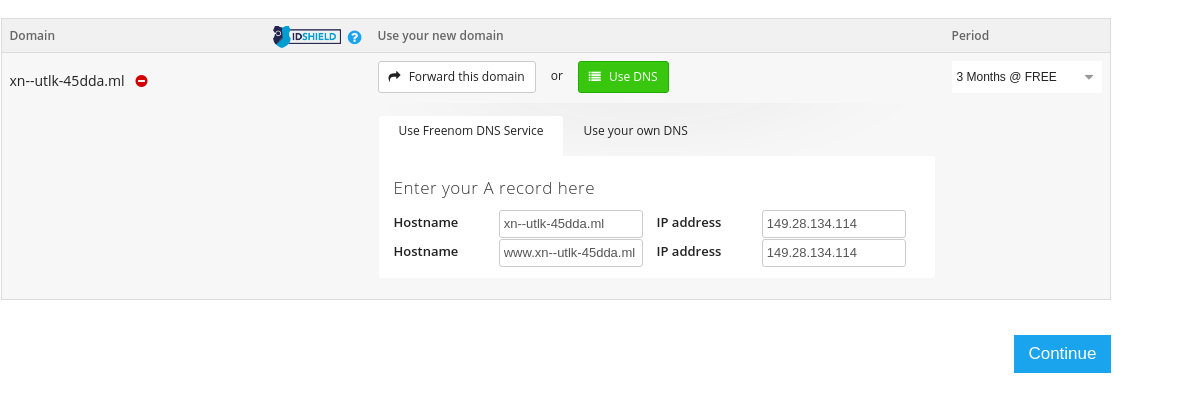 Domain IDSHIELD ? Use your new domain Period
xn--utlk-45dda.ml Forward this domain or Use DNS 3 Months @ FREE
Use Freenom DNS Service Use your own DNS
Enter your A record here
Hostname xn--utlk-45dda.ml IP address 149.28.134.114
Hostname www.xn--utlk-45dda.ml IP address 149.28.134.114
Continue